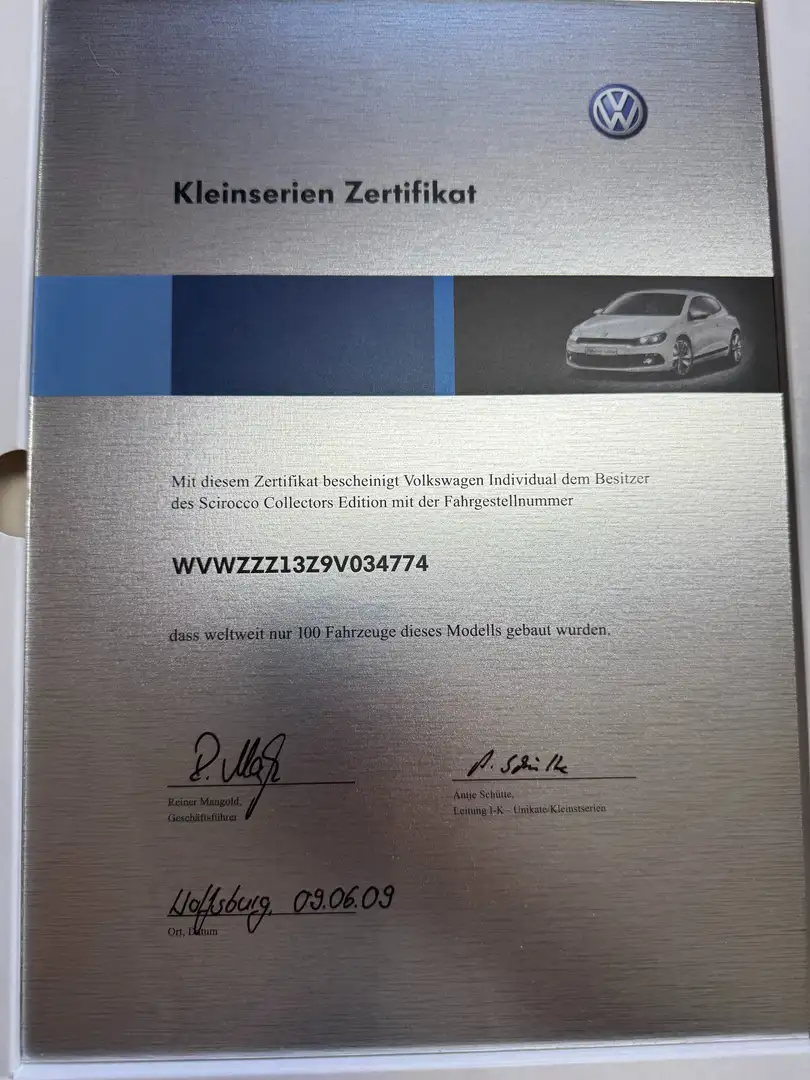 Kleinserien Zertifikat
Mit diesem Zertifikat bescheinigt Volkswagen Individual dem Besitzer
des Scirocco Collectors Edition mit der Fahrgestellnummer
WVWZZZ13Z9V034774
dass weltweit nur 100 Fahrzeuge dieses Modells gebaut wurden.
Reiner Mangold,
Geschäftsführer
A. Schütte
Antje Schütte,
Leitung I-K – Unikate/Kleinstserien
Wolfsburg, 09.06.09
Ort, Datum